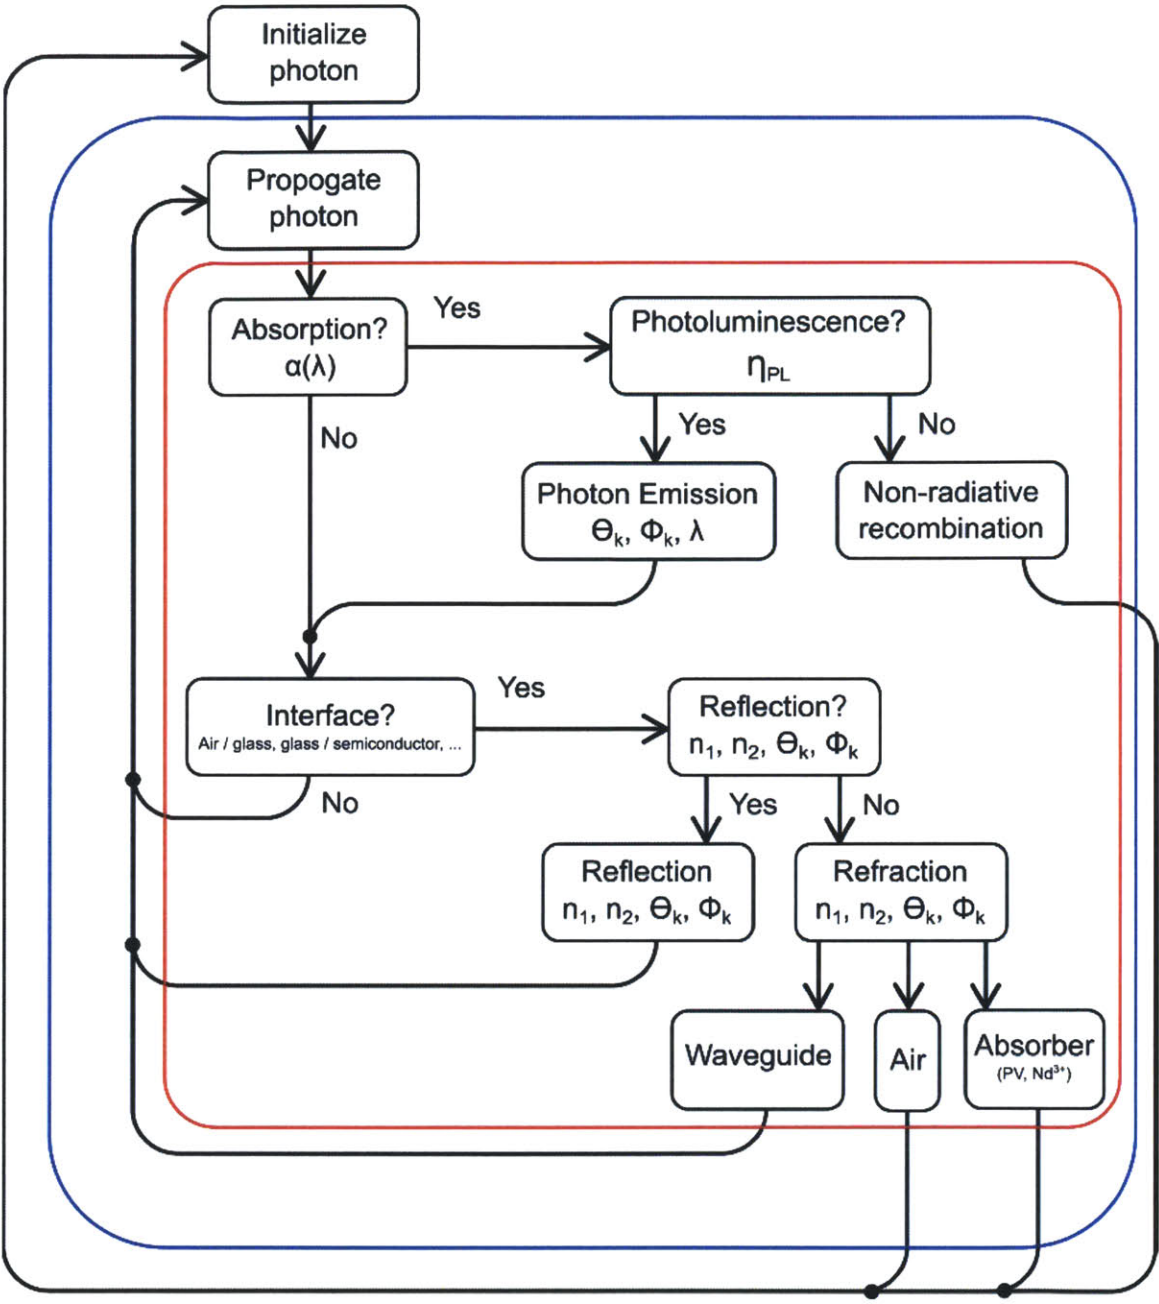 Initialize
photon
Propogate
photon
Absorption?
α(λ)
Yes
Photoluminescence?
ηPL
No
Yes
No
Photon Emission
Θk, Φk, λ
Non-radiative
recombination
Interface?
Air / glass, glass / semiconductor, ...
Yes
Reflection?
n1, n2, Θk, Φk
No
Yes
No
Reflection
n1, n2, Θk, Φk
Refraction
n1, n2, Θk, Φk
Waveguide
Air
Absorber
(PV, Nd3+)